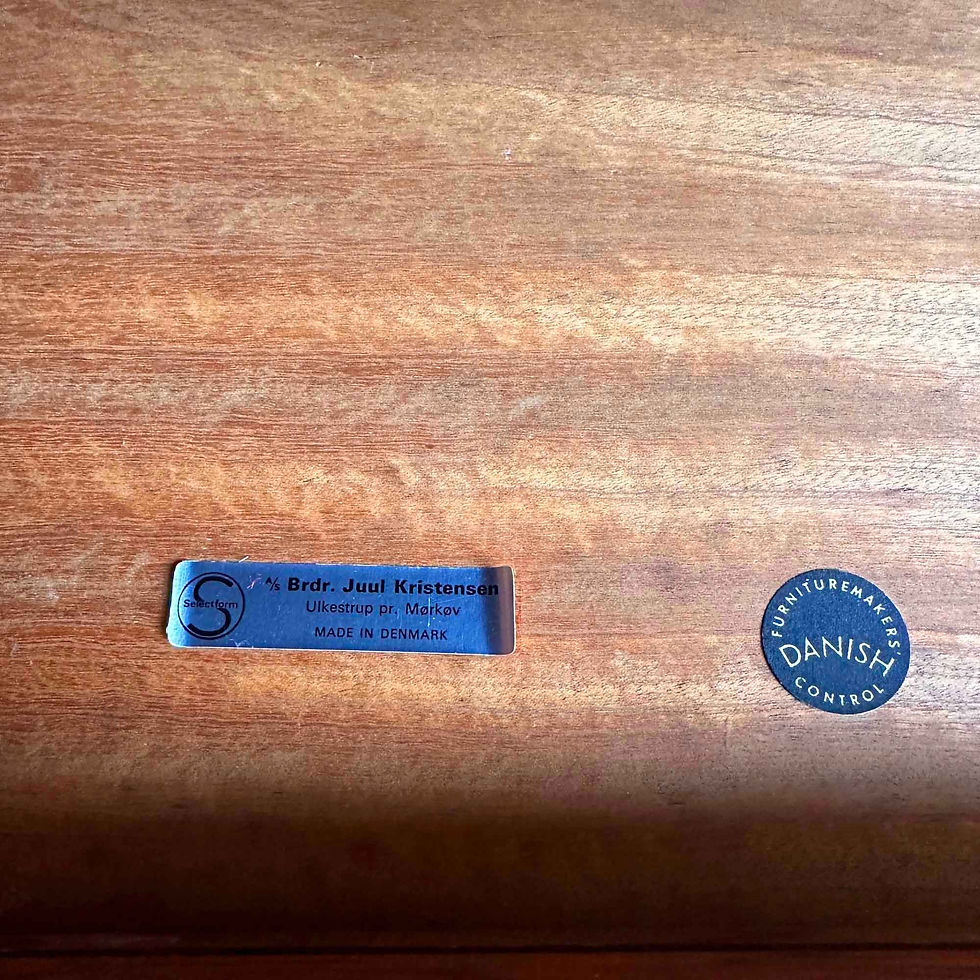 Selectform
A/S Brdr. Juul Kristensen
Ulkestrup pr. Mørkøv
MADE IN DENMARK
FURNITUREMAKERS'
DANISH
CONTROL